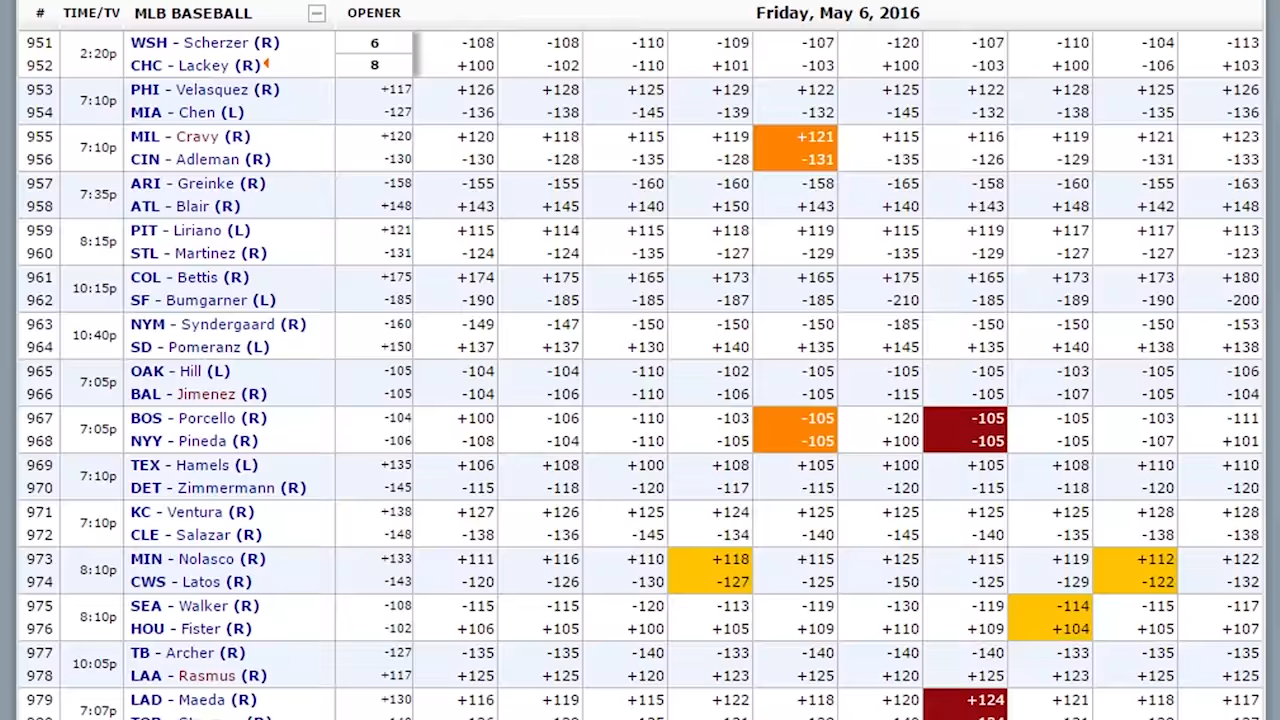 # TIME/TV MLB BASEBALL OPENER Friday, May 6, 2016
951 WSH - Scherzer (R) 6 -108 -108 -110 -109 -107 -120 -107 -110 -104 -113
2:20p
952 CHC - Lackey (R) 8 +100 -102 -110 +101 -103 +100 -103 +100 -106 +103
953 PHI - Velasquez (R) +117 +126 +128 +125 +129 +122 +125 +122 +128 +125 +126
7:10p
954 MIA - Chen (L) -127 -136 -138 -145 -139 -132 -145 -132 -138 -135 -136
955 MIL - Cravy (R) +120 +120 +118 +115 +119 +121 +115 +116 +119 +121 +123
7:10p
956 CIN - Adleman (R) -130 -130 -128 -135 -128 -131 -135 -126 -129 -131 -133
957 ARI - Greinke (R) -158 -155 -155 -160 -160 -158 -165 -158 -160 -155 -163
7:35p
958 ATL - Blair (R) +148 +143 +145 +140 +150 +143 +140 +143 +148 +142 +148
959 PIT - Liriano (L) +121 +115 +114 +115 +118 +119 +115 +119 +117 +117 +113
8:15p
960 STL - Martinez (R) -131 -124 -124 -135 -127 -129 -135 -129 -127 -127 -123
961 COL - Bettis (R) +175 +174 +175 +165 +173 +165 +175 +165 +173 +173 +180
10:15p
962 SF - Bumgarner (L) -185 -190 -185 -185 -187 -185 -210 -185 -189 -190 -200
963 NYM - Syndergaard (R) -160 -149 -147 -150 -150 -150 -185 -150 -150 -150 -153
10:40p
964 SD - Pomeranz (L) +150 +137 +137 +130 +140 +135 +145 +135 +140 +138 +138
965 OAK - Hill (L) -105 -104 -104 -110 -102 -105 -105 -105 -103 -105 -106
7:05p
966 BAL - Jimenez (R) -105 -104 -106 -110 -106 -105 -115 -105 -107 -105 -104
967 BOS - Porcello (R) -104 +100 -106 -110 -103 -105 -120 -105 -105 -103 -111
7:05p
968 NYY - Pineda (R) -106 -108 -104 -110 -105 -105 +100 -105 -105 -107 +101
969 TEX - Hamels (L) +135 +106 +108 +100 +108 +105 +100 +105 +108 +110 +110
7:10p
970 DET - Zimmermann (R) -145 -115 -118 -120 -117 -115 -120 -115 -118 -120 -120
971 KC - Ventura (R) +138 +127 +126 +125 +124 +125 +125 +125 +125 +128 +128
7:10p
972 CLE - Salazar (R) -148 -138 -136 -145 -134 -140 -145 -140 -135 -138 -138
973 MIN - Nolasco (R) +133 +111 +116 +110 +118 +115 +125 +115 +119 +112 +122
8:10p
974 CWS - Latos (R) -143 -120 -126 -130 -127 -125 -150 -125 -129 -122 -132
975 SEA - Walker (R) -108 -115 -115 -120 -113 -119 -130 -119 -114 -115 -117
8:10p
976 HOU - Fister (R) -102 +106 +105 +100 +105 +109 +110 +109 +104 +105 +107
977 TB - Archer (R) -127 -135 -135 -140 -133 -140 -140 -140 -133 -135 -135
10:05p
978 LAA - Rasmus (R) +117 +125 +125 +120 +123 +125 +120 +125 +123 +125 +125
979 LAD - Maeda (R) +130 +116 +119 +115 +122 +118 +120 +124 +121 +118 +117
7:07p